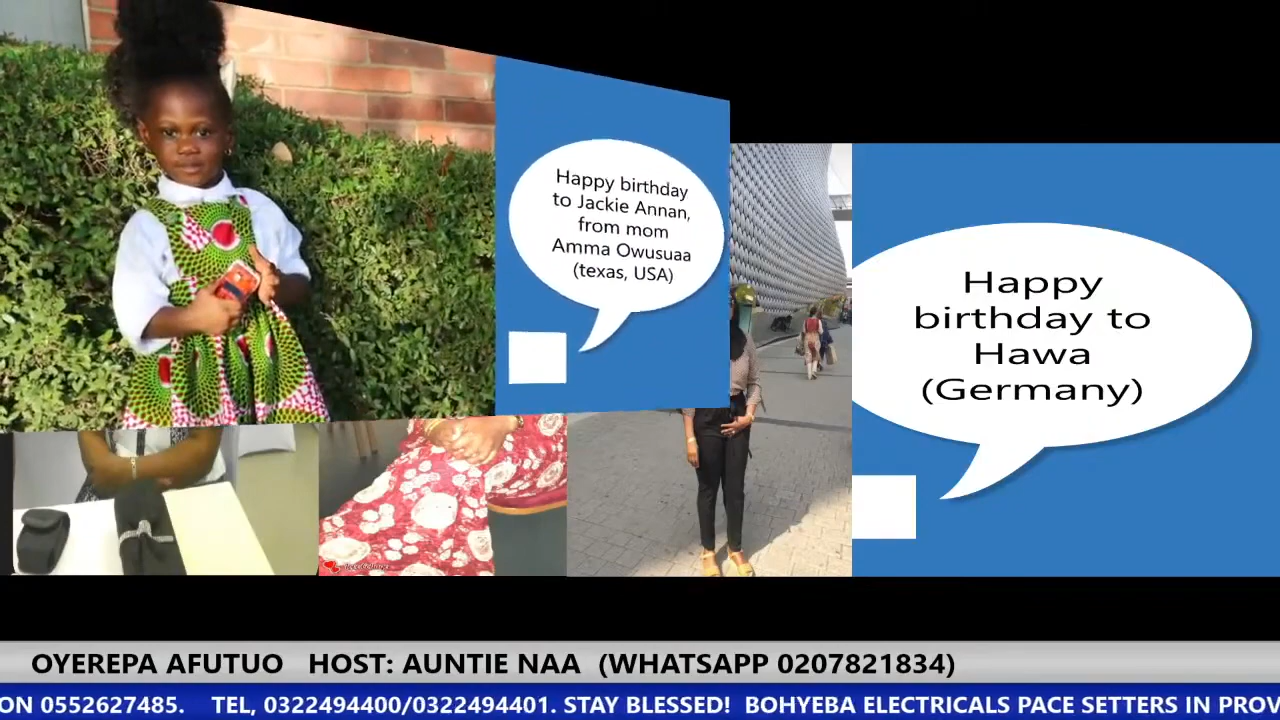 Happy birthday
to Jackie Annan,
from mom
Amma Owusuaa
(texas, USA)
Happy
birthday to
Hawa
(Germany)
OYEREPA AFUTUO   HOST: AUNTIE NAA  (WHATSAPP 0207821834)
ON 0552627485.    TEL, 0322494400/0322494401. STAY BLESSED!  BOHYEBA ELECTRICALS PACE SETTERS IN PROV